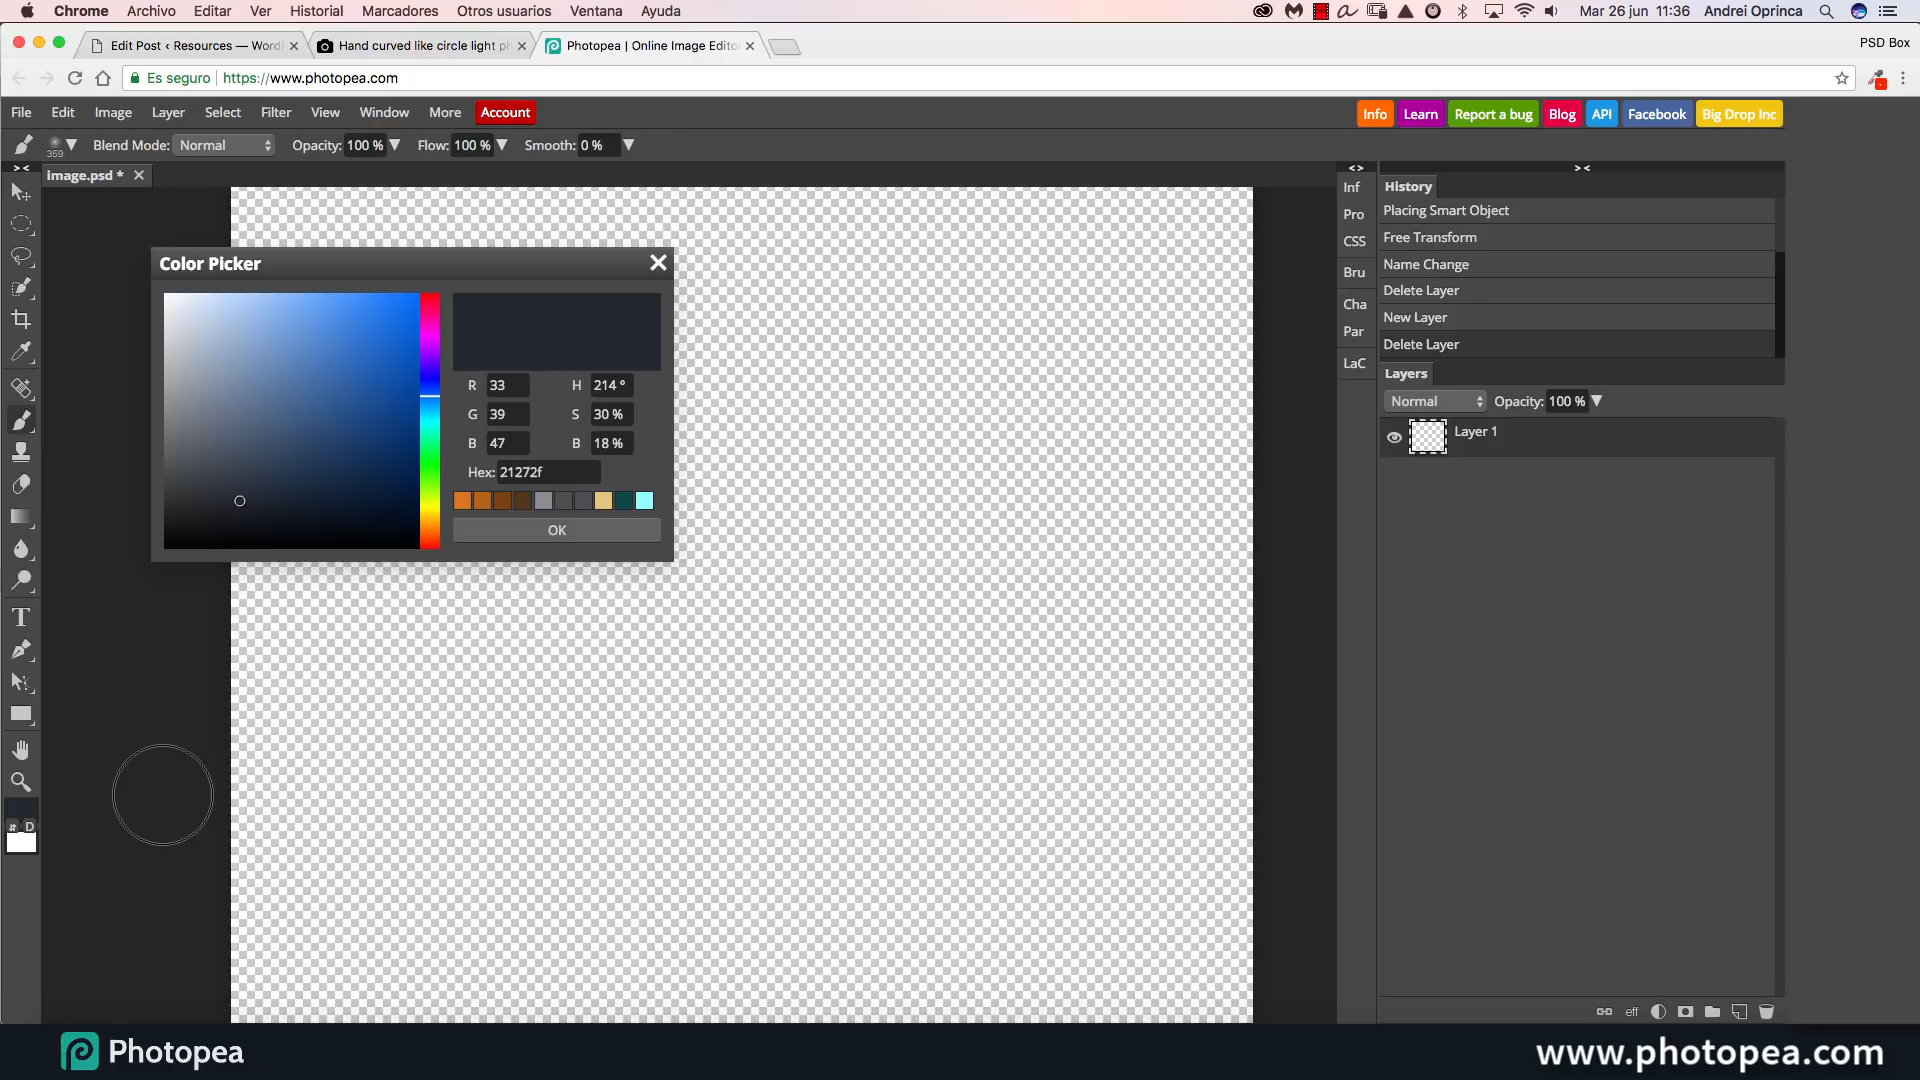 Chrome Archivo Editar Ver Historial Marcadores Otros usuarios Ventana Ayuda Mar 26 jun 11:36 Andrei Oprinca
Edit Post ‹ Resources — Word Hand curved like circle light ph Photopea | Online Image Edito PSD Box
Es seguro https://www.photopea.com
File Edit Image Layer Select Filter View Window More Account Info Learn Report a bug Blog API Facebook Big Drop Inc
359 Blend Mode: Normal Opacity: 100 % Flow: 100 % Smooth: 0 %
image.psd *
Color Picker
R 33 H 214 °
G 39 S 30 %
B 47 B 18 %
Hex: 21272f
OK
T
D
Inf
Pro
CSS
Bru
Cha
Par
LaC
History
Placing Smart Object
Free Transform
Name Change
Delete Layer
New Layer
Delete Layer
Layers
Normal Opacity: 100 %
Layer 1
eff
Photopea
www.photopea.com